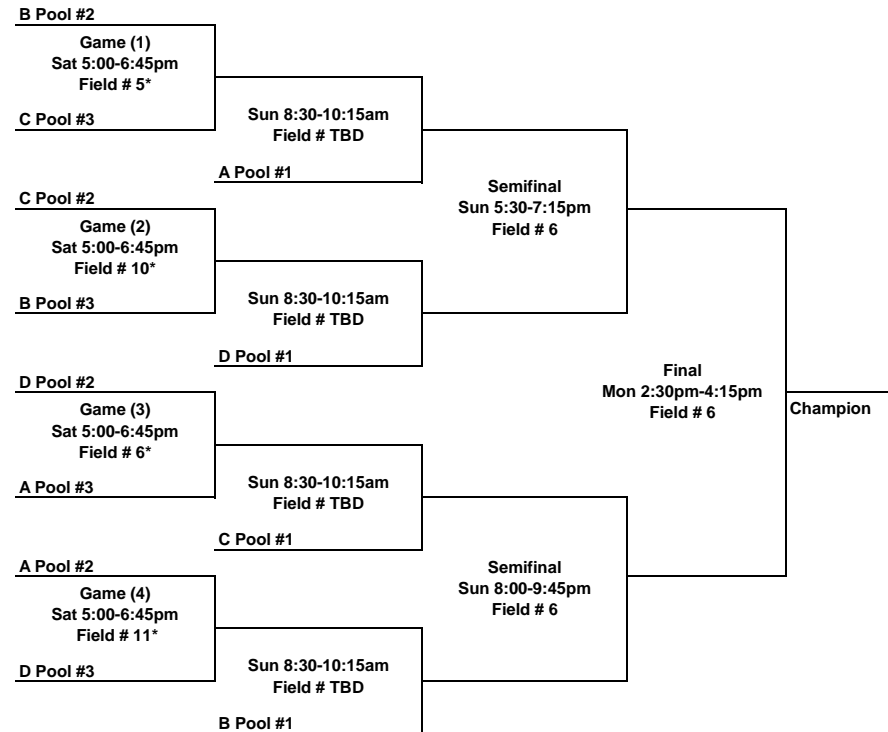 B Pool #2
Game (1)
Sat 5:00-6:45pm
Field # 5*
C Pool #3
Sun 8:30-10:15am
Field # TBD
A Pool #1
C Pool #2
Game (2)
Sat 5:00-6:45pm
Field # 10*
B Pool #3
Sun 8:30-10:15am
Field # TBD
D Pool #1
Semifinal
Sun 5:30-7:15pm
Field # 6
D Pool #2
Game (3)
Sat 5:00-6:45pm
Field # 6*
A Pool #3
Sun 8:30-10:15am
Field # TBD
C Pool #1
A Pool #2
Game (4)
Sat 5:00-6:45pm
Field # 11*
D Pool #3
Sun 8:30-10:15am
Field # TBD
B Pool #1
Semifinal
Sun 8:00-9:45pm
Field # 6
Final
Mon 2:30pm-4:15pm
Field # 6
Champion